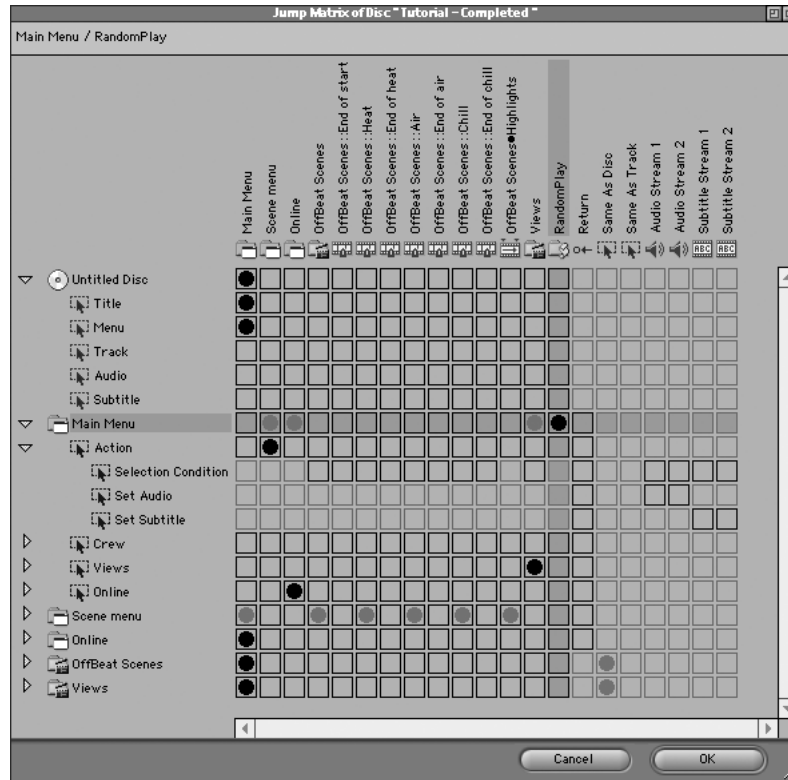 Jump Matrix of Disc "Tutorial - Completed "
Main Menu / RandomPlay
Main Menu
Scene menu
Online
OffBeat Scenes
OffBeat Scenes::End of start
OffBeat Scenes::Heat
OffBeat Scenes::End of heat
OffBeat Scenes::Air
OffBeat Scenes::End of air
OffBeat Scenes::Chill
OffBeat Scenes::End of chill
OffBeat Scenes●Highlights
Views
RandomPlay
Return
Same As Disc
Same As Track
Audio Stream 1
Audio Stream 2
Subtitle Stream 1
Subtitle Stream 2
ABC ABC
Untitled Disc
Title
Menu
Track
Audio
Subtitle
Main Menu
Action
Selection Condition
Set Audio
Set Subtitle
Crew
Views
Online
Scene menu
Online
OffBeat Scenes
Views
Cancel OK